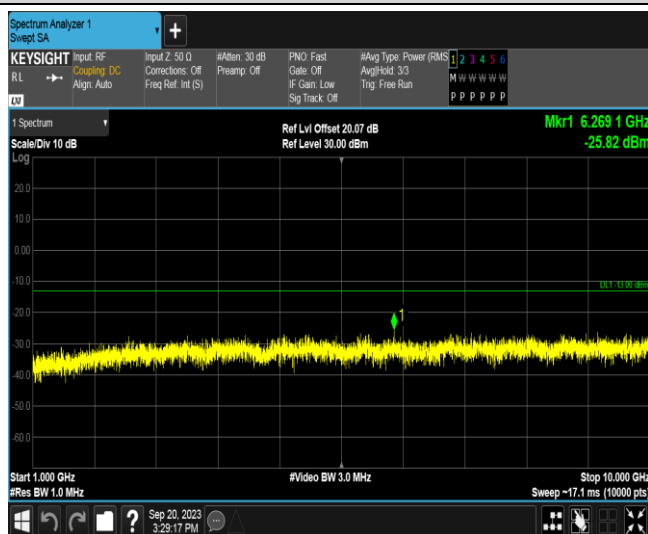 Spectrum Analyzer 1
Swept SA
+
KEYSIGHT
RL
LXI
Input: RF
Coupling: DC
Align: Auto
Input Z: 50 Ω
Corrections: Off
Freq Ref: Int (S)
#Atten: 30 dB
Preamp: Off
PNO: Fast
Gate: Off
IF Gain: Low
Sig Track: Off
#Avg Type: Power (RMS
Avg|Hold: 3/3
Trig: Free Run
1 2 3 4 5 6
M W W W W W
P P P P P P
1 Spectrum
Scale/Div 10 dB
Log
Ref Lvl Offset 20.07 dB
Ref Level 30.00 dBm
Mkr1 6.269 1 GHz
-25.82 dBm
20.0
10.0
0.00
-10.0
-20.0
-30.0
-40.0
-50.0
-60.0
DL1 -13.00 dBm
1
Start 1.000 GHz
#Res BW 1.0 MHz
#Video BW 3.0 MHz
Stop 10.000 GHz
Sweep ~17.1 ms (10000 pts)
?
Sep 20, 2023
3:29:17 PM